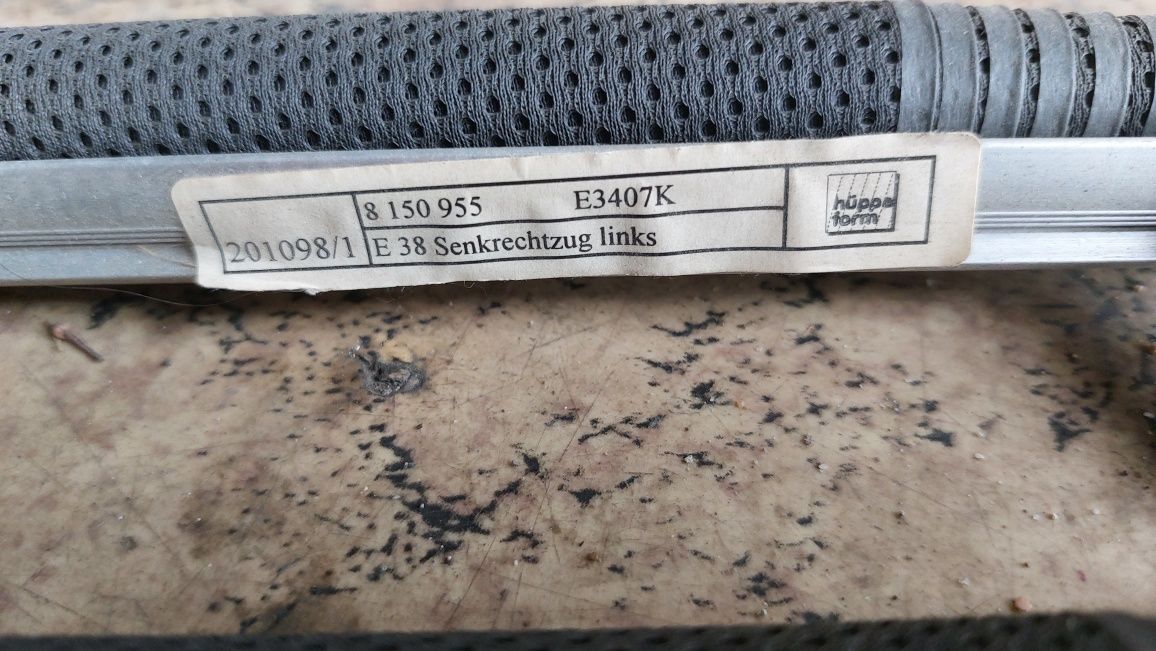 201098/1
8 150 955 E3407K
E 38 Senkrechtzug links
hüppe
form